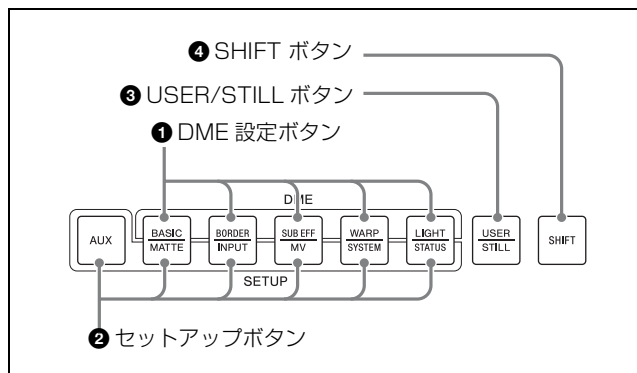 ❹ SHIFT ボタン
❸ USER/STILL ボタン
❶ DME 設定ボタン
DME
AUX
BASIC
MATTE
BORDER
INPUT
SUB EFF
MV
WARP
SYSTEM
LIGHT
STATUS
USER
STILL
SHIFT
SETUP
❷ セットアップボタン